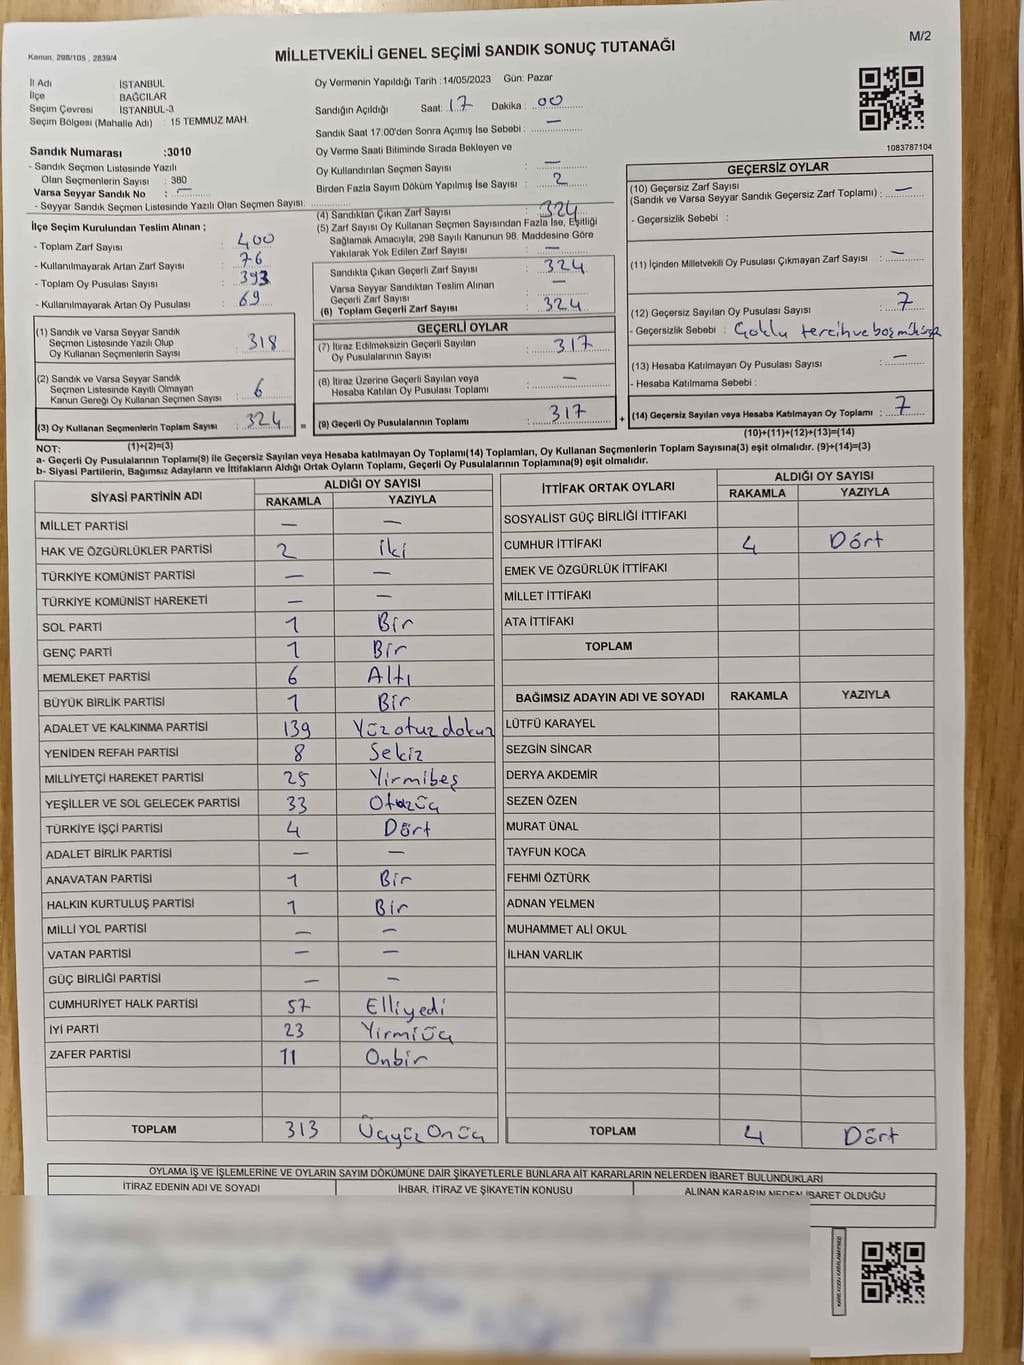 M/2
Kanun; 298/105 , 2839/4
MİLLETVEKİLİ GENEL SEÇİMİ SANDIK SONUÇ TUTANAĞI
İl Adı İSTANBUL
İlçe BAĞCILAR
Seçim Çevresi İSTANBUL-3
Seçim Bölgesi (Mahalle Adı) : 15 TEMMUZ MAH.
Sandık Numarası :3010
- Sandık Seçmen Listesinde Yazılı
Olan Seçmenlerin Sayısı : 380
Varsa Seyyar Sandık No : —
- Seyyar Sandık Seçmen Listesinde Yazılı Olan Seçmen Sayısı:
Oy Vermenin Yapıldığı Tarih :14/05/2023 Gün: Pazar
Sandığın Açıldığı Saat: 17 Dakika : 00
Sandık Saat 17.00'den Sonra Açımış İse Sebebi : —
Oy Verme Saati Bitiminde Sırada Bekleyen ve
Oy Kullandırılan Seçmen Sayısı : —
Birden Fazla Sayım Döküm Yapılmış İse Sayısı : 2
1083787104
İlçe Seçim Kurulundan Teslim Alınan ;
- Toplam Zarf Sayısı : 400
- Kullanılmayarak Artan Zarf Sayısı : 76
- Toplam Oy Pusulası Sayısı : 393
- Kullanılmayarak Artan Oy Pusulası : 69
(1) Sandık ve Varsa Seyyar Sandık
Seçmen Listesinde Yazılı Olup
Oy Kullanan Seçmenlerin Sayısı : 318
(2) Sandık ve Varsa Seyyar Sandık
Seçmen Listesinde Kayıtlı Olmayan
Kanun Gereği Oy Kullanan Seçmen Sayısı : 6
(3) Oy Kullanan Seçmenlerin Toplam Sayısı : 324 =
(4) Sandıktan Çıkan Zarf Sayısı : 324
(5) Zarf Sayısı Oy Kullanan Seçmen Sayısından Fazla İse, Eşitliği
Sağlamak Amacıyla, 298 Sayılı Kanunun 98. Maddesine Göre
Yakılarak Yok Edilen Zarf Sayısı : —
Sandıkta Çıkan Geçerli Zarf Sayısı : 324
Varsa Seyyar Sandıktan Teslim Alınan
Geçerli Zarf Sayısı : —
(6) Toplam Geçerli Zarf Sayısı : 324
GEÇERLİ OYLAR
(7) İtiraz Edilmeksizin Geçerli Sayılan
Oy Pusulalarının Sayısı : 317
(8) İtiraz Üzerine Geçerli Sayılan veya
Hesaba Katılan Oy Pusulası Toplamı : —
(9) Geçerli Oy Pusulalarının Toplamı : 317 +
GEÇERSİZ OYLAR
(10) Geçersiz Zarf Sayısı
(Sandık ve Varsa Seyyar Sandık Geçersiz Zarf Toplamı) : —
- Geçersizlik Sebebi :
(11) İçinden Milletvekili Oy Pusulası Çıkmayan Zarf Sayısı : —
(12) Geçersiz Sayılan Oy Pusulası Sayısı : 7
- Geçersizlik Sebebi : Çoklu tercih ve boş
(13) Hesaba Katılmayan Oy Pusulası Sayısı : —
- Hesaba Katılmama Sebebi :
(14) Geçersiz Sayılan veya Hesaba Katılmayan Oy Toplamı : 7
NOT: (1)+(2)=(3)
(10)+(11)+(12)+(13)=(14)
a- Geçerli Oy Pusulalarının Toplamı(9) ile Geçersiz Sayılan veya Hesaba katılmayan Oy Toplamı(14) Toplamları, Oy Kullanan Seçmenlerin Toplam Sayısına(3) eşit olmalıdır. (9)+(14)=(3)
b- Siyasi Partilerin, Bağımsız Adayların ve İttifakların Aldığı Ortak Oyların Toplamı, Geçerli Oy Pusulalarının Toplamına(9) eşit olmalıdır.
SİYASİ PARTİNİN ADI
ALDIĞI OY SAYISI
RAKAMLA YAZIYLA
MİLLET PARTİSİ — —
HAK VE ÖZGÜRLÜKLER PARTİSİ 2 iki
TÜRKİYE KOMÜNİST PARTİSİ — —
TÜRKİYE KOMÜNİST HAREKETİ — —
SOL PARTİ 1 Bir
GENÇ PARTİ 1 Bir
MEMLEKET PARTİSİ 6 Altı
BÜYÜK BİRLİK PARTİSİ 1 Bir
ADALET VE KALKINMA PARTİSİ 139 Yüzotuzdokuz
YENİDEN REFAH PARTİSİ 8 Sekiz
MİLLİYETÇİ HAREKET PARTİSİ 25 Yirmibeş
YEŞİLLER VE SOL GELECEK PARTİSİ 33 Otuzüç
TÜRKİYE İŞÇİ PARTİSİ 4 Dört
ADALET BİRLİK PARTİSİ — —
ANAVATAN PARTİSİ 1 Bir
HALKIN KURTULUŞ PARTİSİ 1 Bir
MİLLİ YOL PARTİSİ — —
VATAN PARTİSİ — —
GÜÇ BİRLİĞİ PARTİSİ — —
CUMHURİYET HALK PARTİSİ 57 Elliyedi
İYİ PARTİ 23 Yirmiüç
ZAFER PARTİSİ 11 Onbir
TOPLAM 313 ÜçyüzOnüç
İTTİFAK ORTAK OYLARI
ALDIĞI OY SAYISI
RAKAMLA YAZIYLA
SOSYALİST GÜÇ BİRLİĞİ İTTİFAKI
CUMHUR İTTİFAKI 4 Dört
EMEK VE ÖZGÜRLÜK İTTİFAKI
MİLLET İTTİFAKI
ATA İTTİFAKI
TOPLAM
BAĞIMSIZ ADAYIN ADI VE SOYADI RAKAMLA YAZIYLA
LÜTFÜ KARAYEL
SEZGİN SİNCAR
DERYA AKDEMİR
SEZEN ÖZEN
MURAT ÜNAL
TAYFUN KOCA
FEHMİ ÖZTÜRK
ADNAN YELMEN
MUHAMMET ALİ OKUL
İLHAN VARLIK
TOPLAM 4 Dört
OYLAMA İŞ VE İŞLEMLERİNE VE OYLARIN SAYIM DÖKÜMÜNE DAİR ŞİKAYETLERLE BUNLARA AİT KARARLARIN NELERDEN İBARET BULUNDUKLARI
İTİRAZ EDENİN ADI VE SOYADI İHBAR, İTİRAZ VE ŞİKAYETİN KONUSU ALINAN KARARIN NEDEN İBARET OLDUĞU